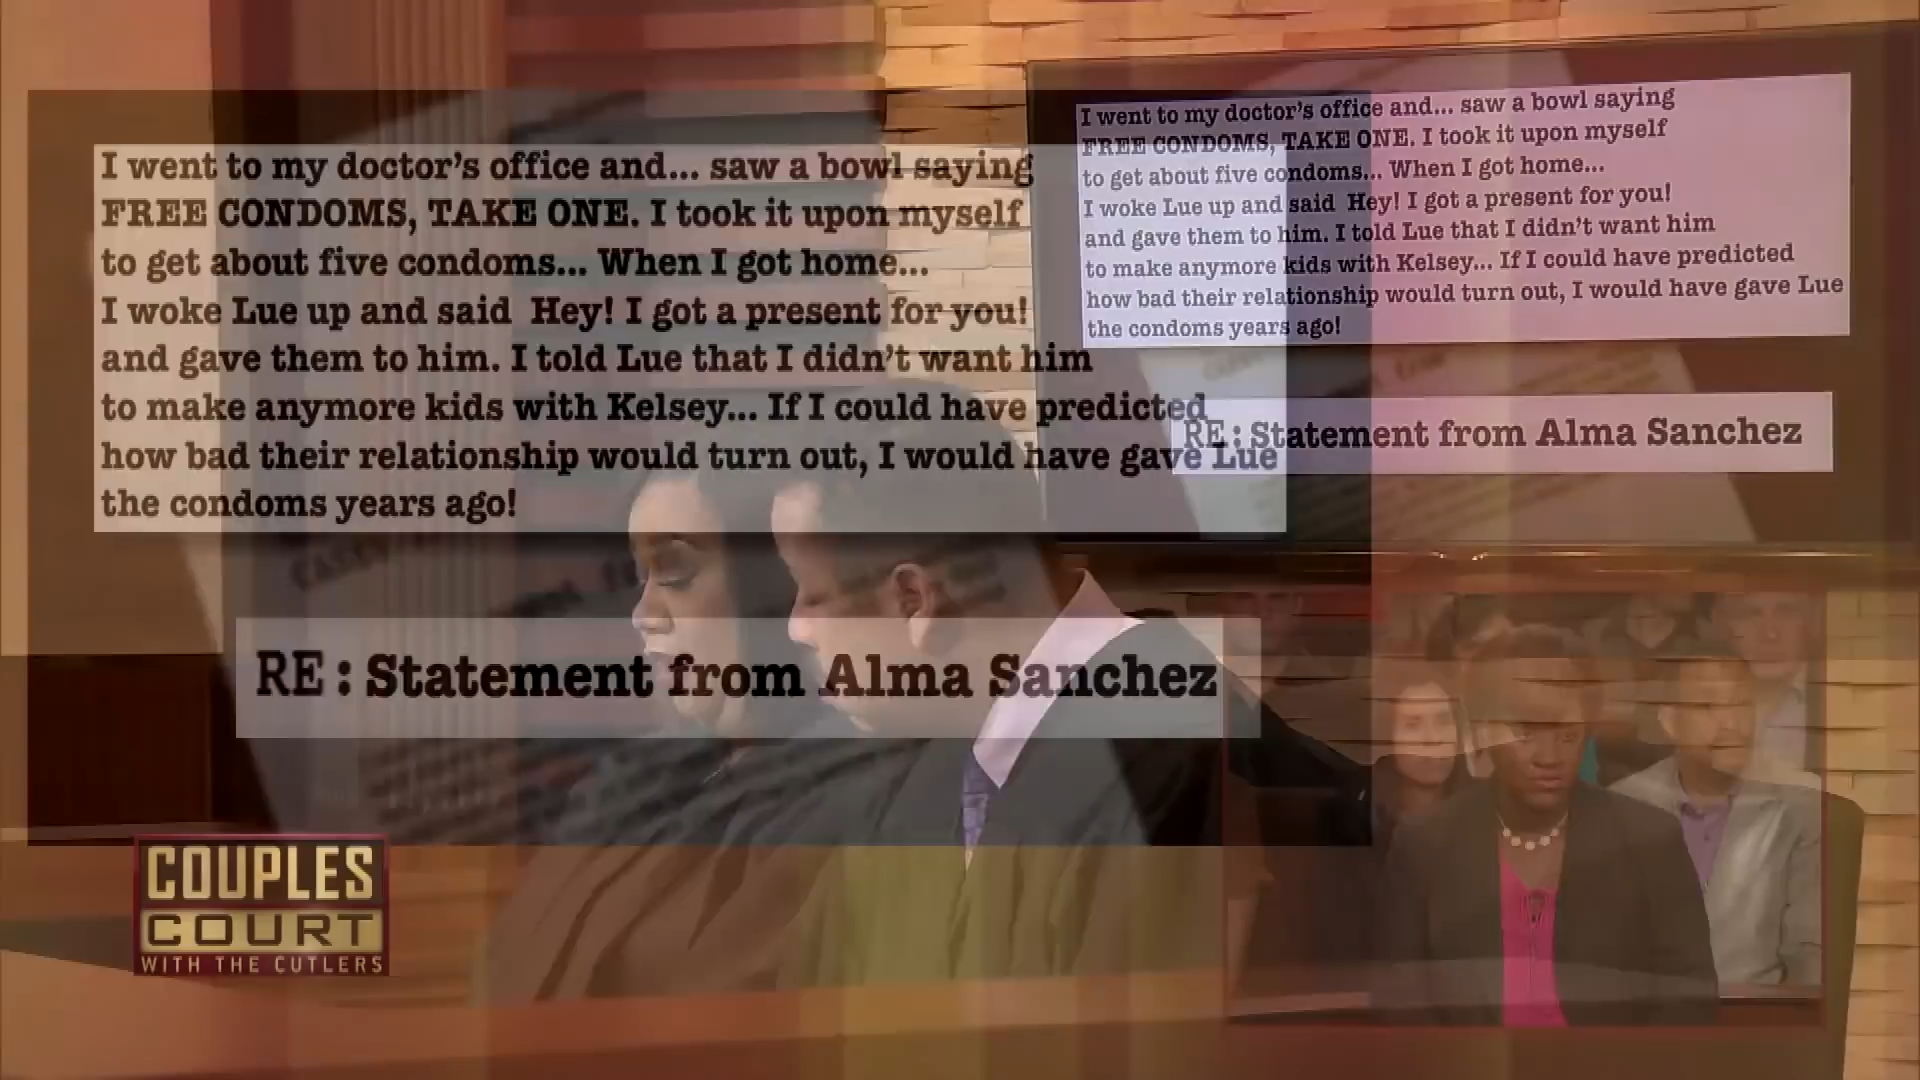 I went to my doctor's office and... saw a bowl saying
FREE CONDOMS, TAKE ONE. I took it upon myself
to get about five condoms... When I got home...
I woke Lue up and said Hey! I got a present for you!
and gave them to him. I told Lue that I didn't want him
to make anymore kids with Kelsey... If I could have predicted
how bad their relationship would turn out, I would have gave Lue
the condoms years ago!
RE : Statement from Alma Sanchez
I went to my doctor's office and... saw a bowl saying
FREE CONDOMS, TAKE ONE. I took it upon myself
to get about five condoms... When I got home...
I woke Lue up and said Hey! I got a present for you!
and gave them to him. I told Lue that I didn't want him
to make anymore kids with Kelsey... If I could have predicted
how bad their relationship would turn out, I would have gave Lue
the condoms years ago!
RE : Statement from Alma Sanchez
COUPLES
COURT
WITH THE CUTLERS